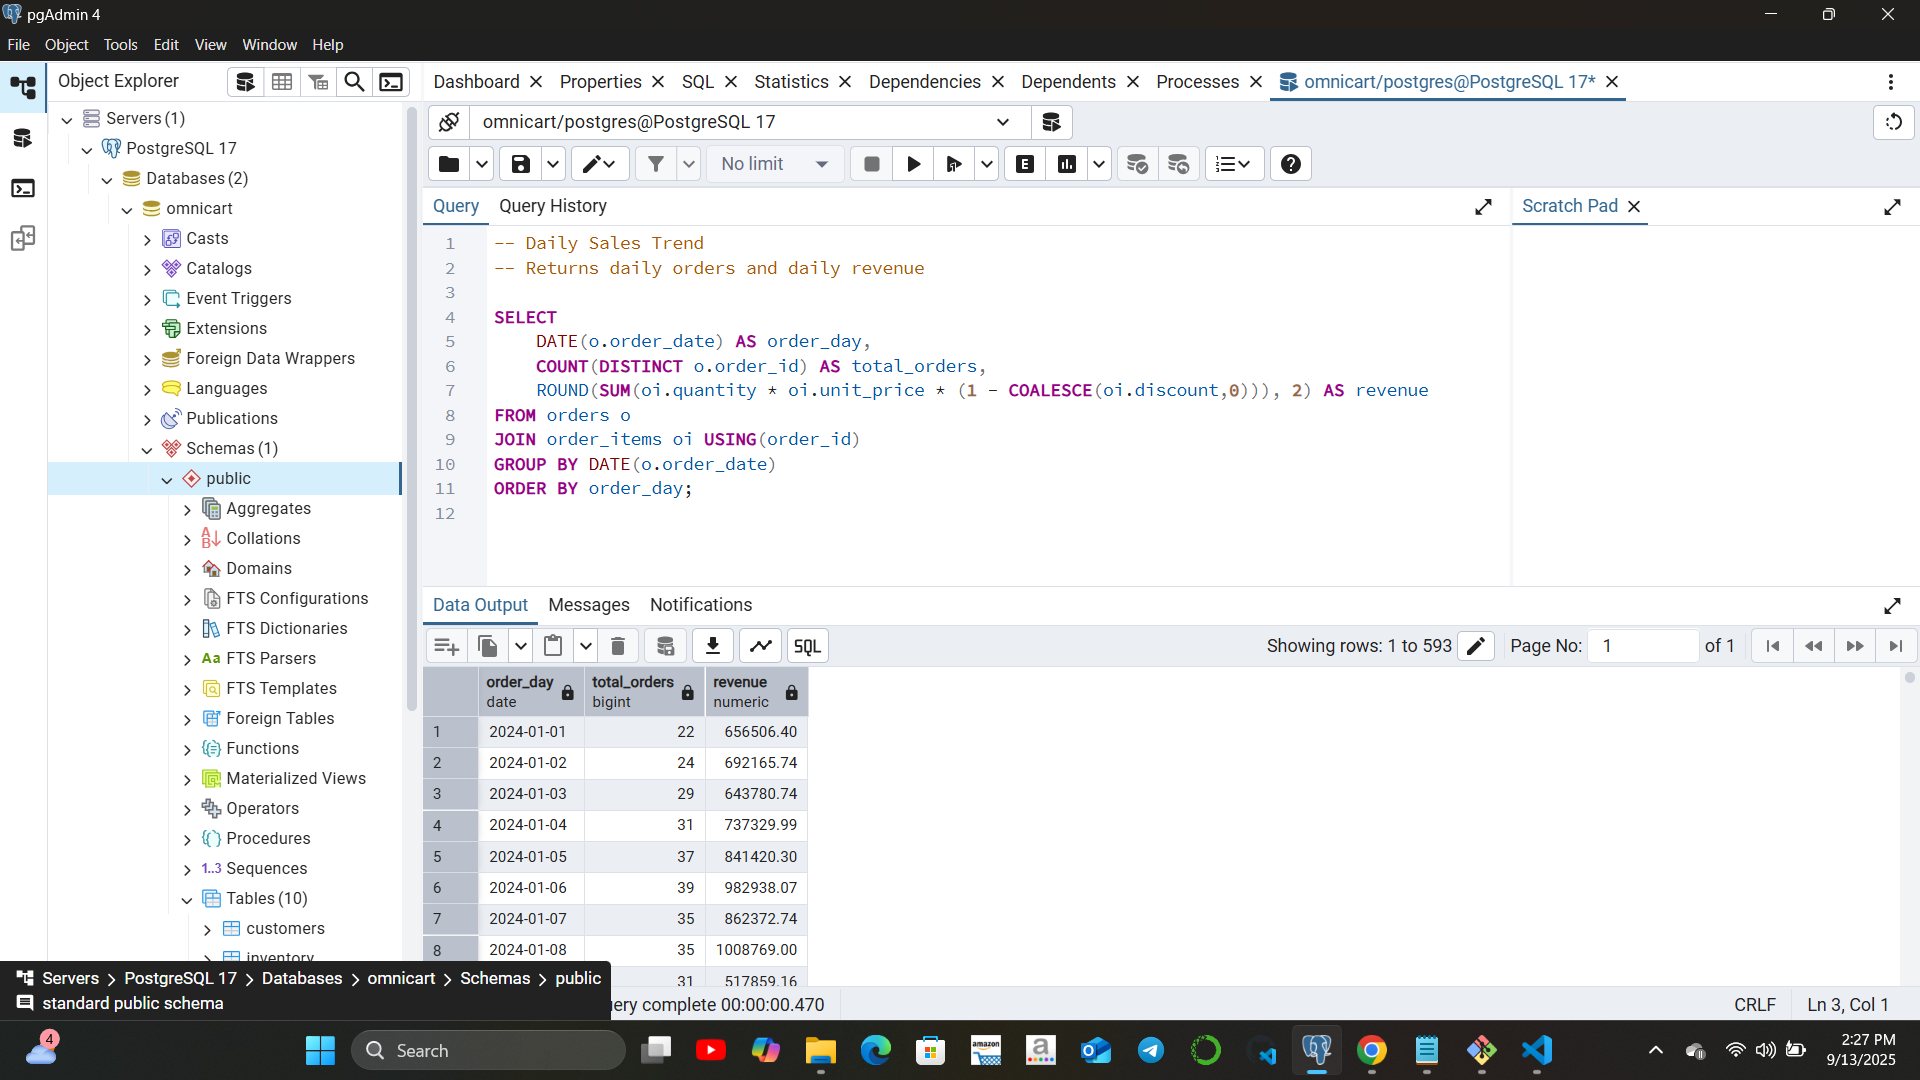 pgAdmin 4
File Object Tools Edit View Window Help
Object Explorer
Dashboard Properties SQL Statistics Dependencies Dependents Processes omnicart/postgres@PostgreSQL 17*
Servers (1)
PostgreSQL 17
Databases (2)
omnicart
Casts
Catalogs
Event Triggers
Extensions
Foreign Data Wrappers
Languages
Publications
Schemas (1)
public
Aggregates
Collations
Domains
FTS Configurations
FTS Dictionaries
Aa FTS Parsers
FTS Templates
Foreign Tables
Functions
Materialized Views
Operators
Procedures
1..3 Sequences
Tables (10)
customers
inventory
omnicart/postgres@PostgreSQL 17
No limit
E
Query Query History
Scratch Pad
1 -- Daily Sales Trend
2 -- Returns daily orders and daily revenue
3
4 SELECT
5 DATE(o.order_date) AS order_day,
6 COUNT(DISTINCT o.order_id) AS total_orders,
7 ROUND(SUM(oi.quantity * oi.unit_price * (1 - COALESCE(oi.discount,0))), 2) AS revenue
8 FROM orders o
9 JOIN order_items oi USING(order_id)
10 GROUP BY DATE(o.order_date)
11 ORDER BY order_day;
12
Data Output Messages Notifications
SQL
Showing rows: 1 to 593 Page No: 1 of 1
order_day total_orders revenue
date bigint numeric
1 2024-01-01 22 656506.40
2 2024-01-02 24 692165.74
3 2024-01-03 29 643780.74
4 2024-01-04 31 737329.99
5 2024-01-05 37 841420.30
6 2024-01-06 39 982938.07
7 2024-01-07 35 862372.74
8 2024-01-08 35 1008769.00
31 517859.16
Servers > PostgreSQL 17 > Databases > omnicart > Schemas > public
standard public schema
complete 00:00:00.470
CRLF Ln 3, Col 1
4
Search
amazon
a
2:27 PM
9/13/2025